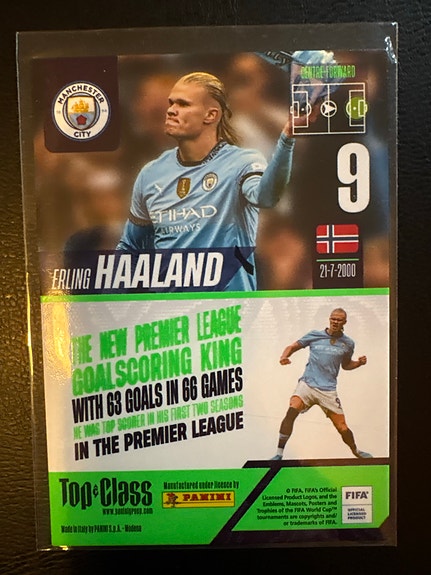 MANCHESTER
CITY
CENTRE-FORWARD
9
ETIHAD
AIRWAYS
21-7-2000
ERLING HAALAND
THE NEW PREMIER LEAGUE
GOALSCORING KING
WITH 63 GOALS IN 66 GAMES
HE WAS TOP SCORER IN HIS FIRST TWO SEASONS
IN THE PREMIER LEAGUE
Top Class
www.paninigroup.com
Made in Italy by PANINI S.p.A. - Modena
Manufactured under licence by
PANINI
© FIFA, FIFA's Official
Licensed Product Logos, and the
Emblems, Mascots, Posters and
Trophies of the FIFA World Cup™
tournaments are copyrights and/
or trademarks of FIFA.
FIFA
OFFICIAL
LICENSED
PRODUCT